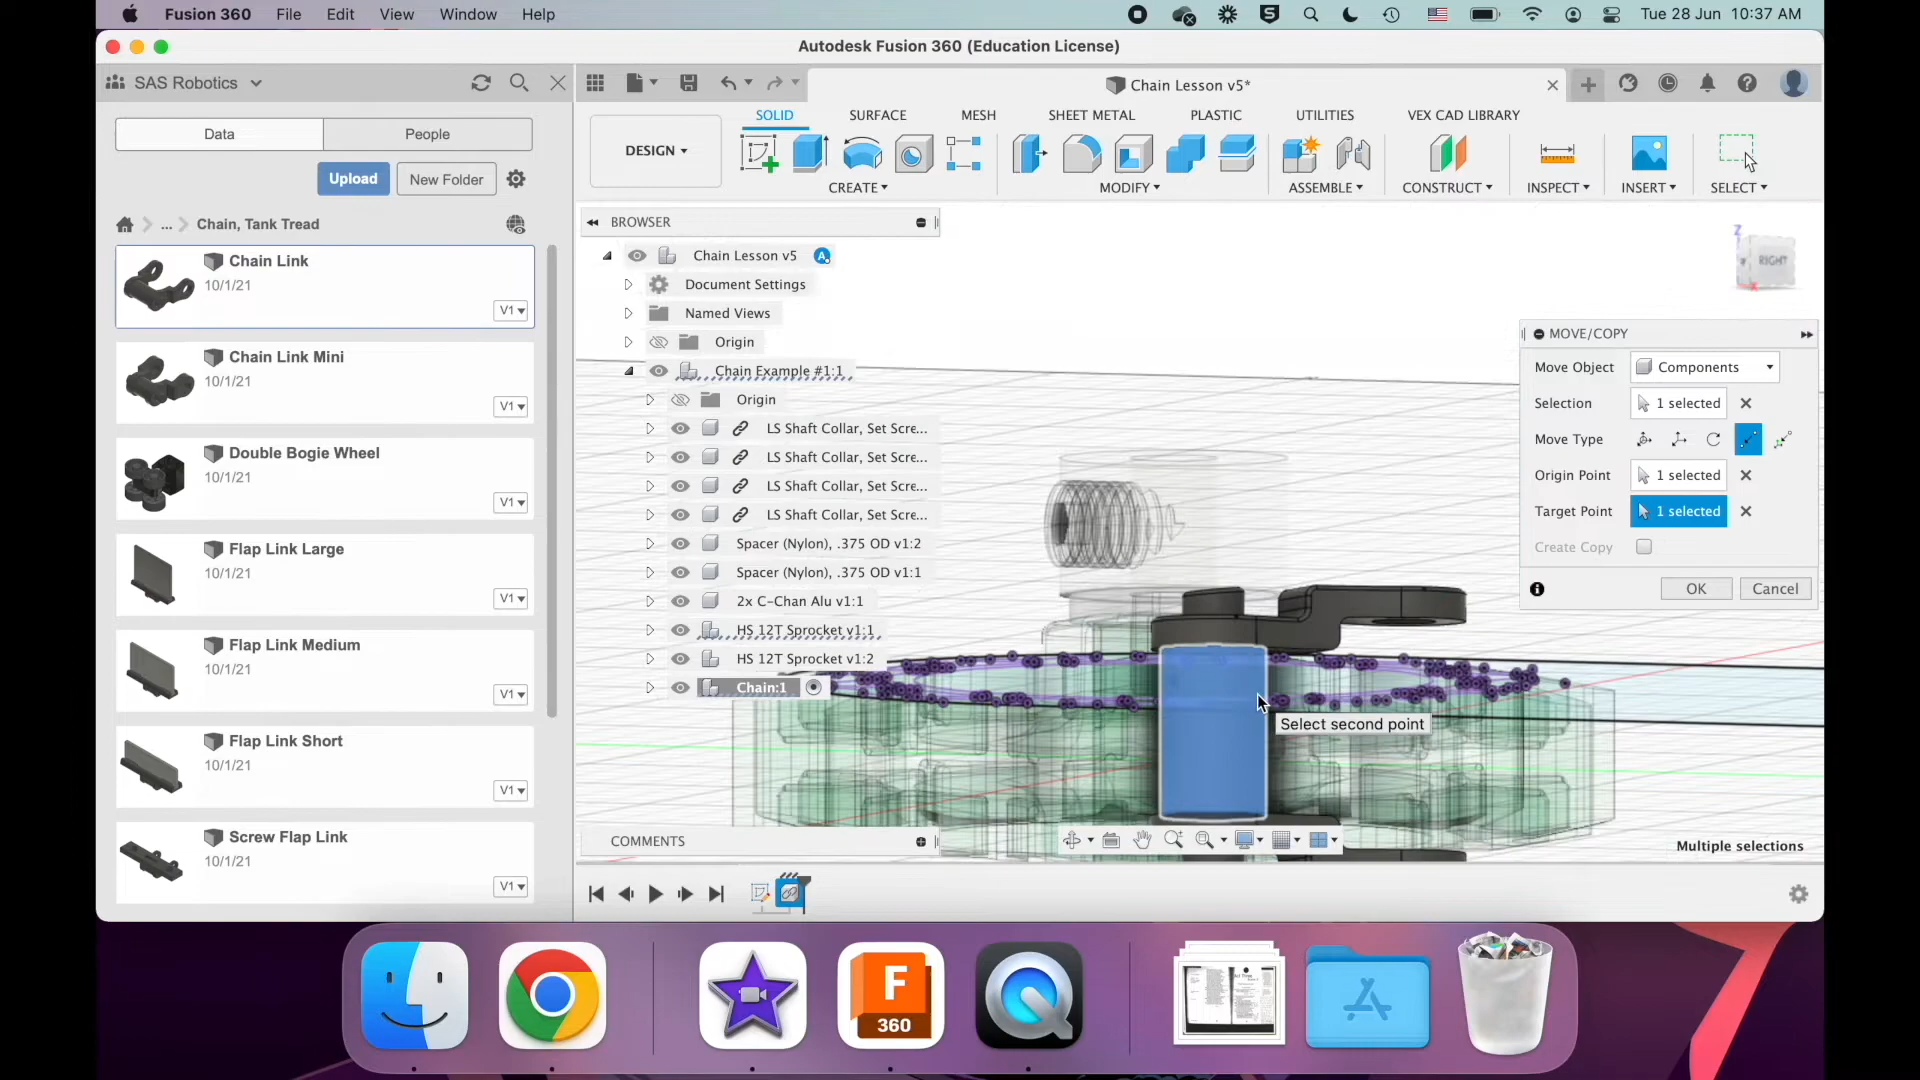 Fusion 360 File Edit View Window Help Tue 28 Jun 10:37 AM
Autodesk Fusion 360 (Education License)
SAS Robotics
Chain Lesson v5*
Data People
Upload New Folder
... Chain, Tank Tread
Chain Link
10/1/21
V1
Chain Link Mini
10/1/21
V1
Double Bogie Wheel
10/1/21
V1
Flap Link Large
10/1/21
V1
Flap Link Medium
10/1/21
V1
Flap Link Short
10/1/21
V1
Screw Flap Link
10/1/21
V1
SOLID SURFACE MESH SHEET METAL PLASTIC UTILITIES VEX CAD LIBRARY
DESIGN
CREATE MODIFY ASSEMBLE CONSTRUCT INSPECT INSERT SELECT
BROWSER
Chain Lesson v5
Document Settings
Named Views
Origin
Chain Example #1:1
Origin
LS Shaft Collar, Set Scre...
LS Shaft Collar, Set Scre...
LS Shaft Collar, Set Scre...
LS Shaft Collar, Set Scre...
Spacer (Nylon), .375 OD v1:2
Spacer (Nylon), .375 OD v1:1
2x C-Chan Alu v1:1
HS 12T Sprocket v1:1
HS 12T Sprocket v1:2
Chain:1
Z
RIGHT
X
MOVE/COPY
Move Object Components
Selection 1 selected
Move Type
Origin Point 1 selected
Target Point 1 selected
Create Copy
OK Cancel
Select second point
COMMENTS
Multiple selections
F
360